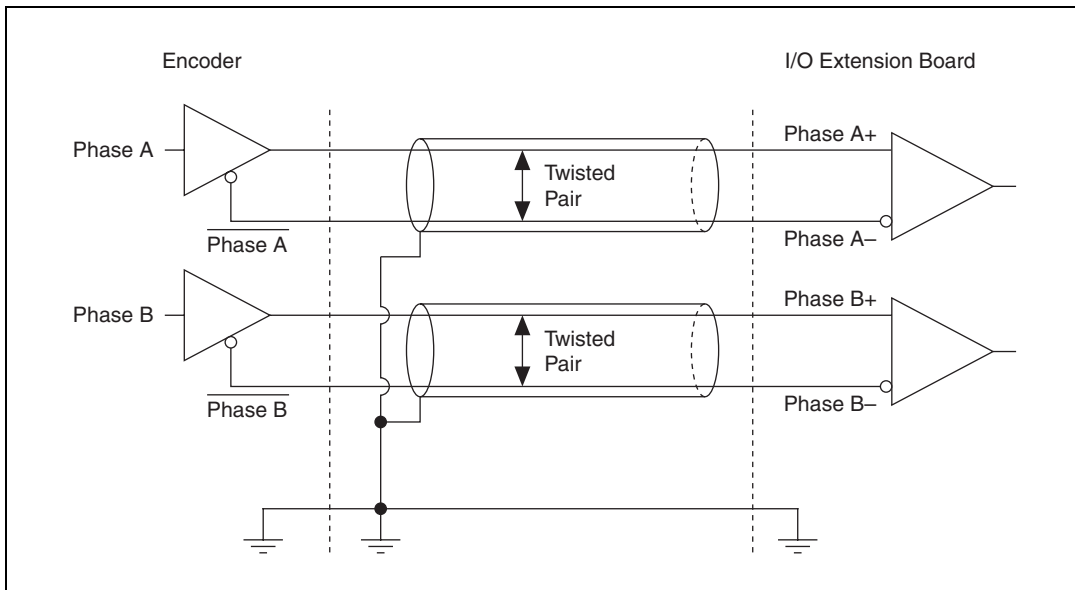 Encoder
I/O Extension Board
Phase A
Phase A+
Twisted
Pair
Phase A
Phase A–
Phase B
Phase B+
Twisted
Pair
Phase B
Phase B–